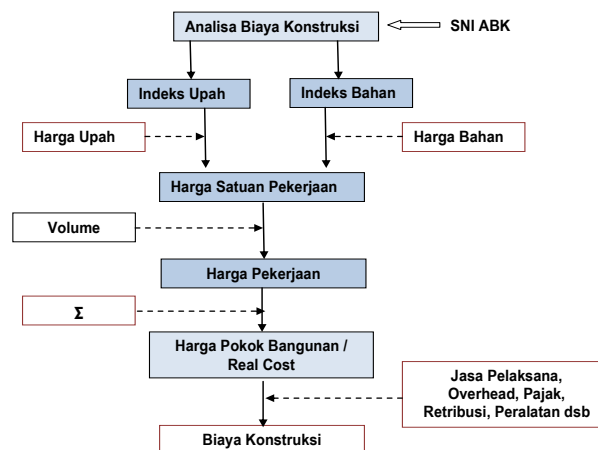 Analisa Biaya Konstruksi
SNI ABK
Indeks Upah
Indeks Bahan
Harga Upah
Harga Bahan
Harga Satuan Pekerjaan
Volume
Harga Pekerjaan
Σ
Harga Pokok Bangunan /
Real Cost
Jasa Pelaksana,
Overhead, Pajak,
Retribusi, Peralatan dsb
Biaya Konstruksi